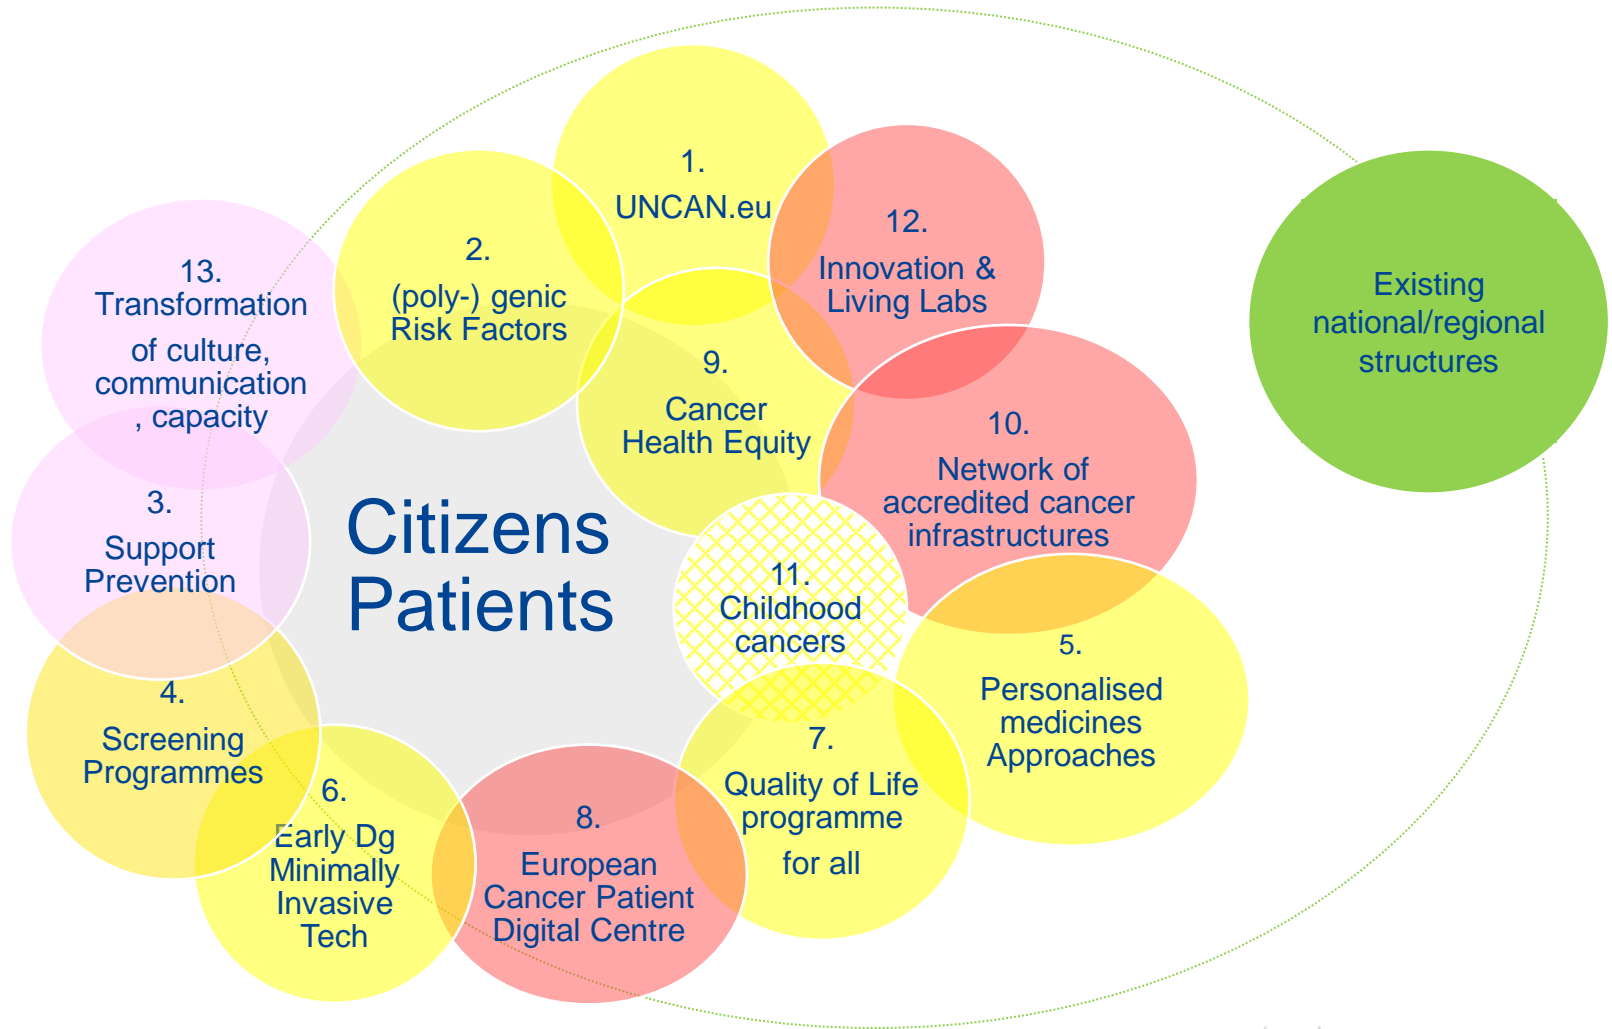 1.
UNCAN.eu
2.
(poly-) genic
Risk Factors
12.
Innovation &
Living Labs
13.
Transformation
of culture,
communication
, capacity
Existing
national/regional
structures
9.
Cancer
Health Equity
10.
Network of
accredited cancer
infrastructures
3.
Support
Prevention
Citizens
Patients
11.
Childhood
cancers
5.
Personalised
medicines
Approaches
4.
Screening
Programmes
7.
Quality of Life
programme
for all
6.
Early Dg
Minimally
Invasive
Tech
8.
European
Cancer Patient
Digital Centre